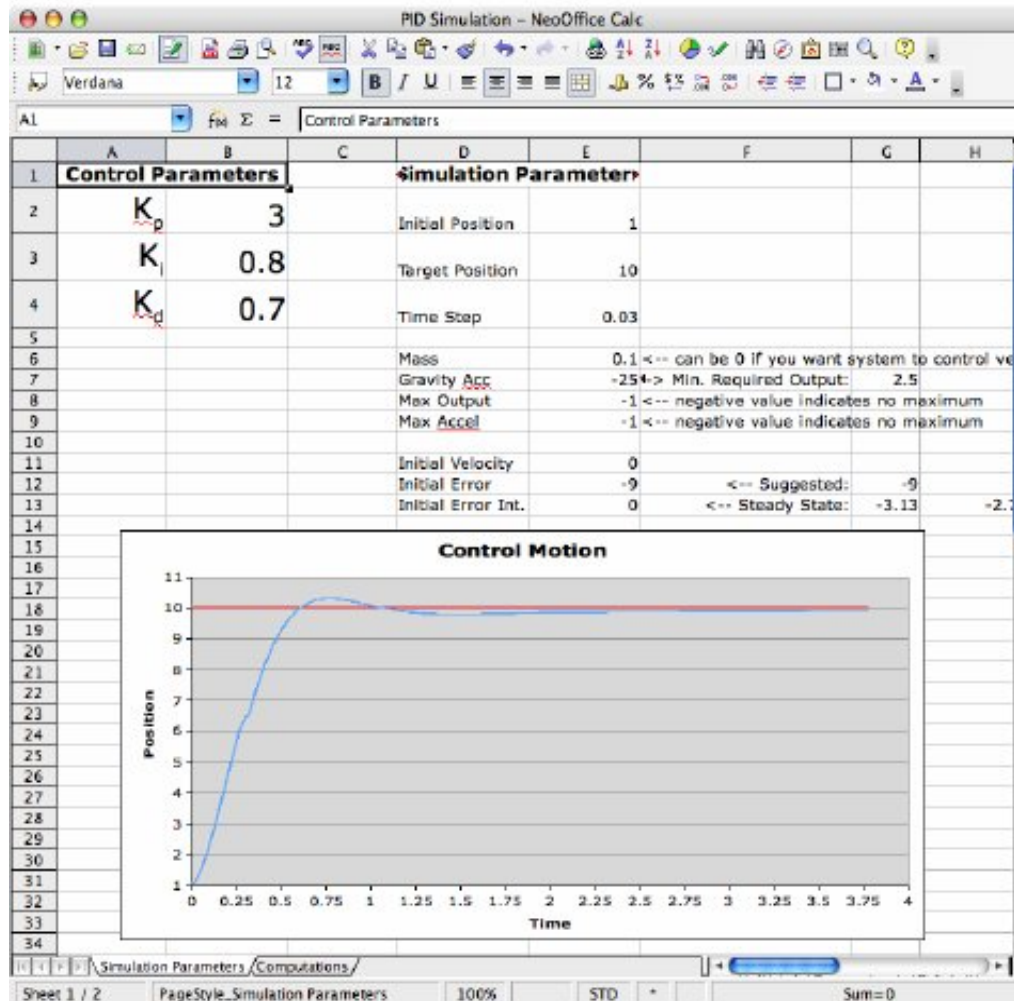 PID Simulation – NeoOffice Calc
Verdana 12 B I U
A1 Σ = Control Parameters
A B C D E F G H
1 Control Parameters Simulation Parameter
2 Kp 3 Initial Position 1
3 Ki 0.8 Target Position 10
4 Kd 0.7 Time Step 0.03
5
6 Mass 0.1 <-- can be 0 if you want system to control ve
7 Gravity Acc -25 -> Min. Required Output: 2.5
8 Max Output -1 <-- negative value indicates no maximum
9 Max Accel -1 <-- negative value indicates no maximum
10
11 Initial Velocity 0
12 Initial Error -9 <-- Suggested: -9
13 Initial Error Int. 0 <-- Steady State: -3.13 -2.
14
15 Control Motion
16
17 11
18 10
19 9
20
21 8
22 7
23
24 6
25 5
26
27 4
28 3
29
30 2
31 1
32 0 0.25 0.5 0.75 1 1.25 1.5 1.75 2 2.25 2.5 2.75 3 3.25 3.5 3.75 4
33 Time
34
Position
Simulation Parameters Computations
Sheet 1 / 2 PageStyle_Simulation Parameters 100% STD * Sum=0